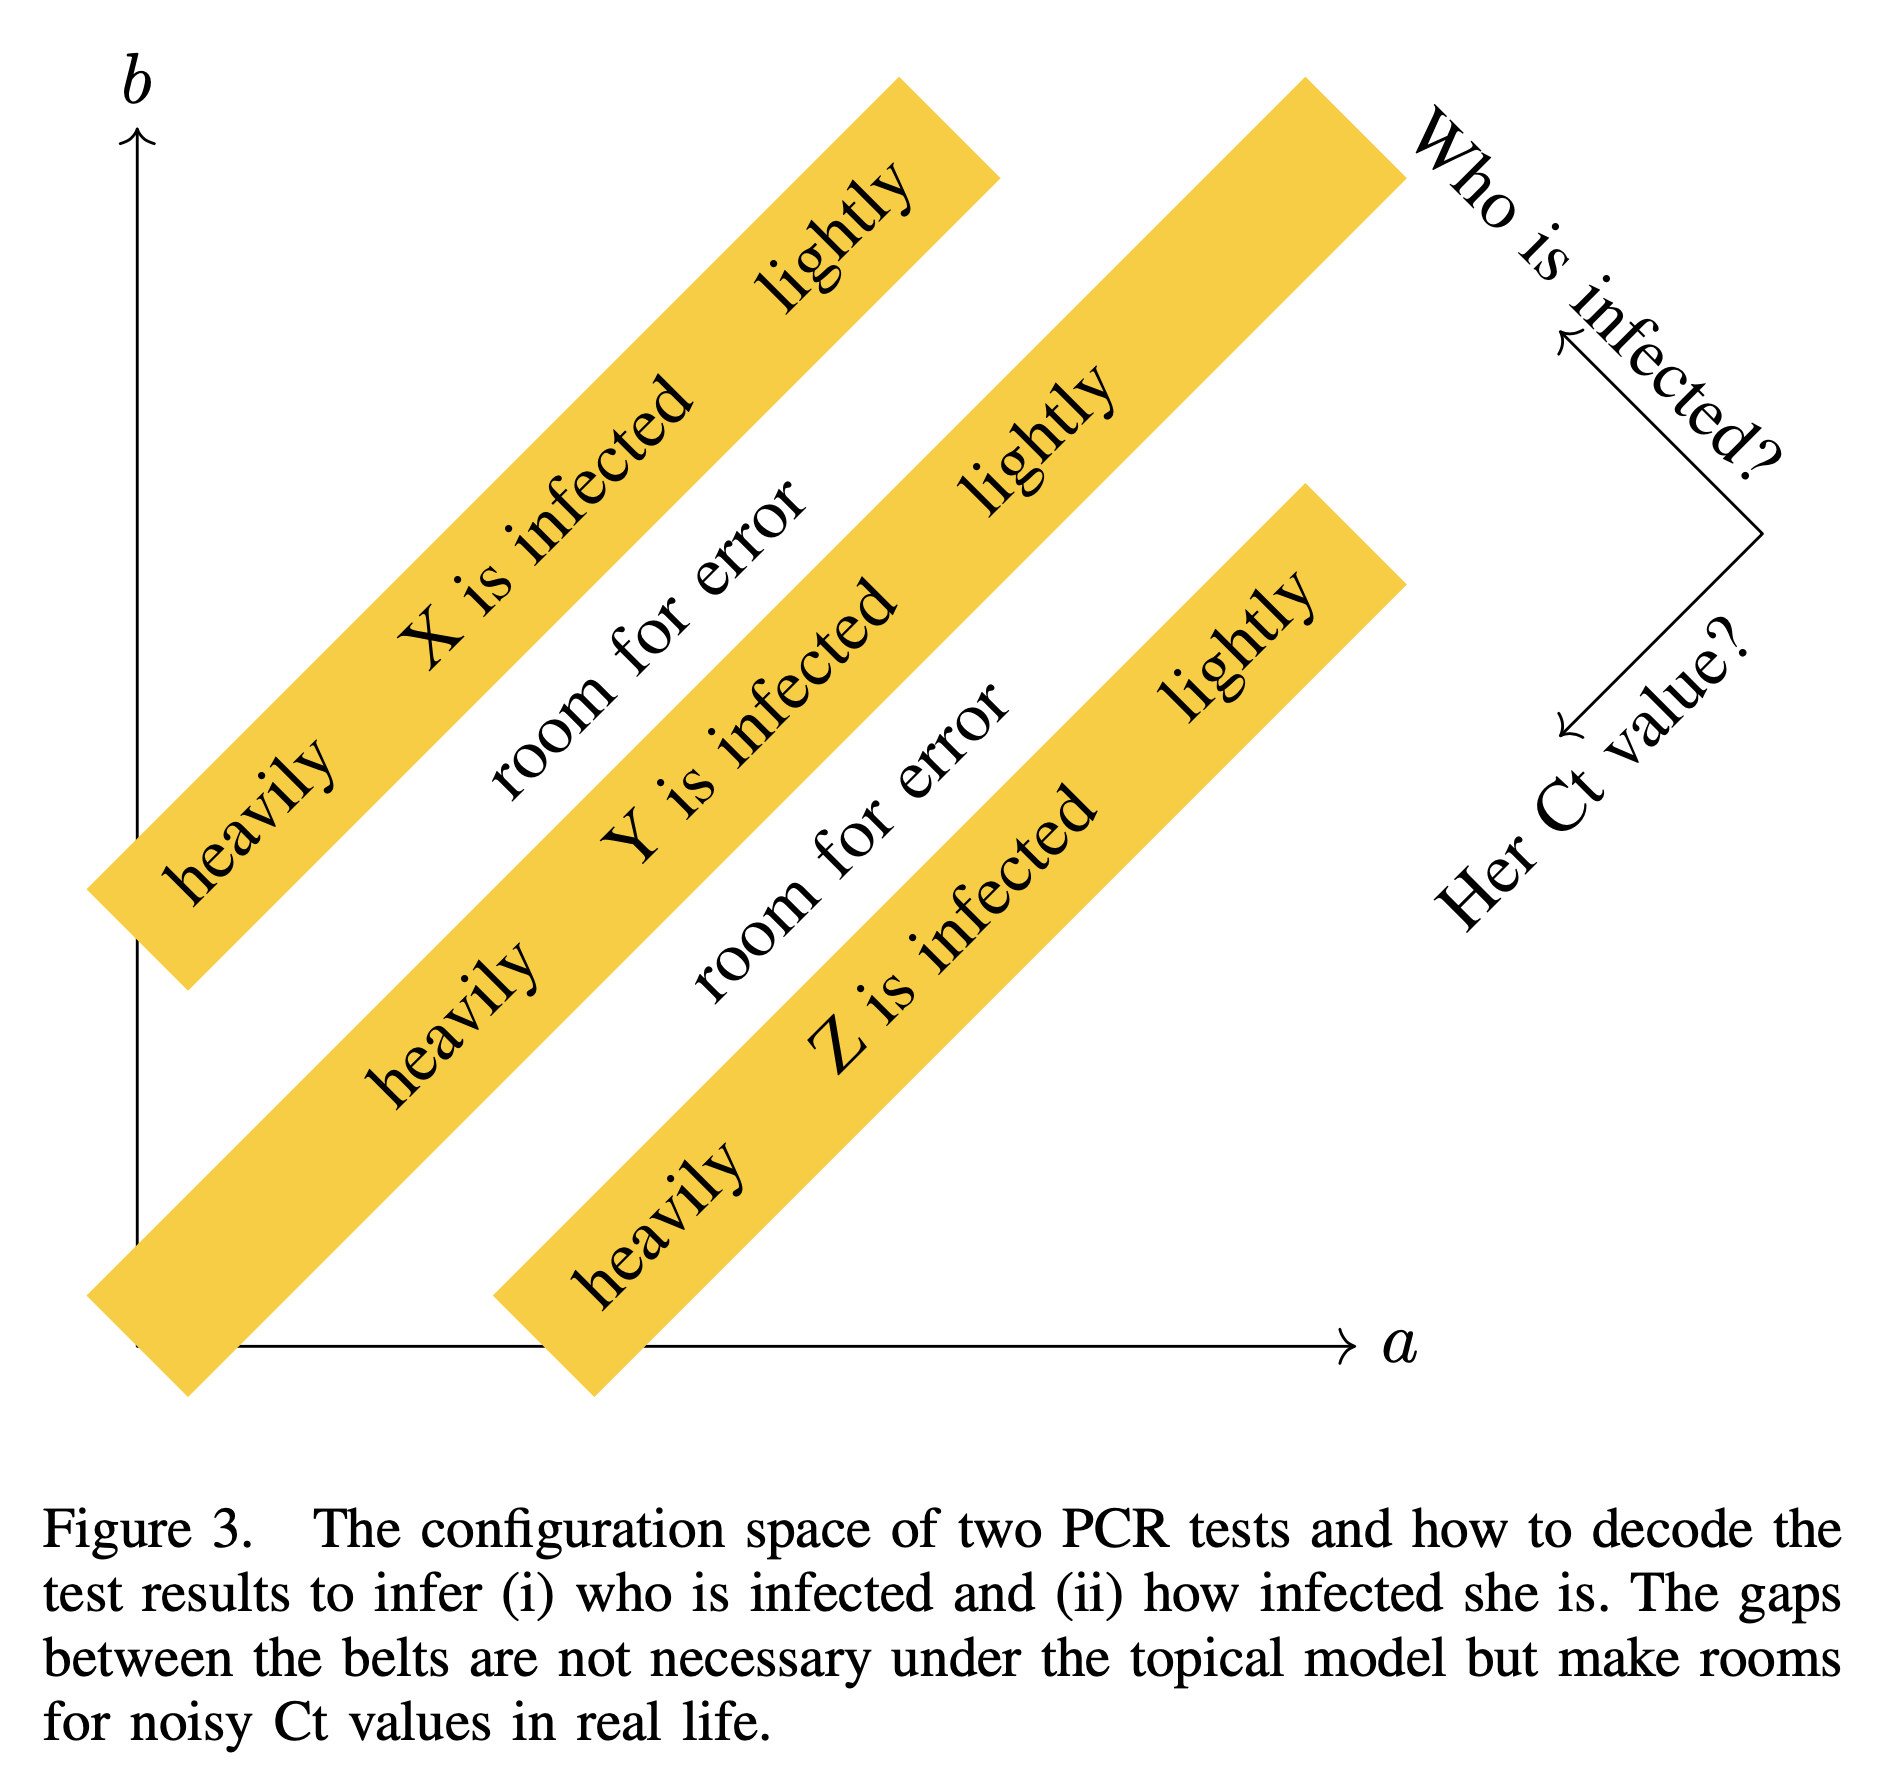 b
Who is infected?
lightly
X is infected
heavily
room for error
lightly
Y is infected
heavily
room for error
lightly
Z is infected
heavily
Her Ct value?
a
Figure 3. The configuration space of two PCR tests and how to decode the
test results to infer (i) who is infected and (ii) how infected she is. The gaps
between the belts are not necessary under the topical model but make rooms
for noisy Ct values in real life.